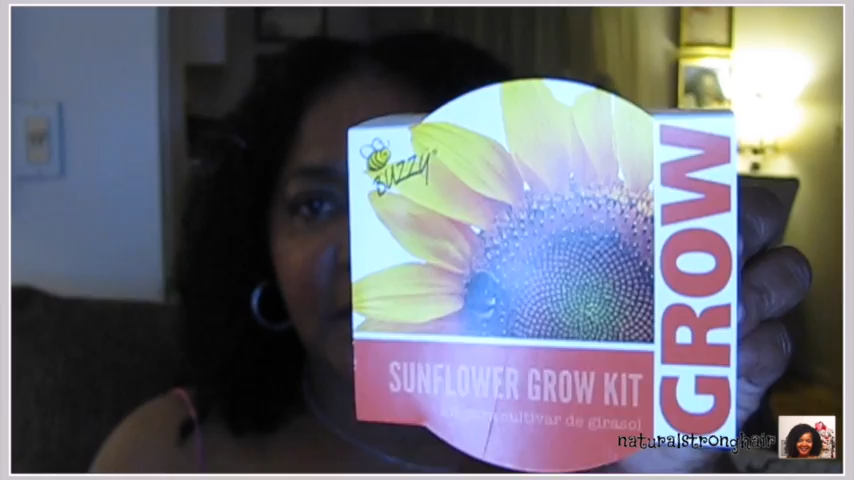 BUZZY
GROW
SUNFLOWER GROW KIT
cultivar de girasol
naturalstronghair